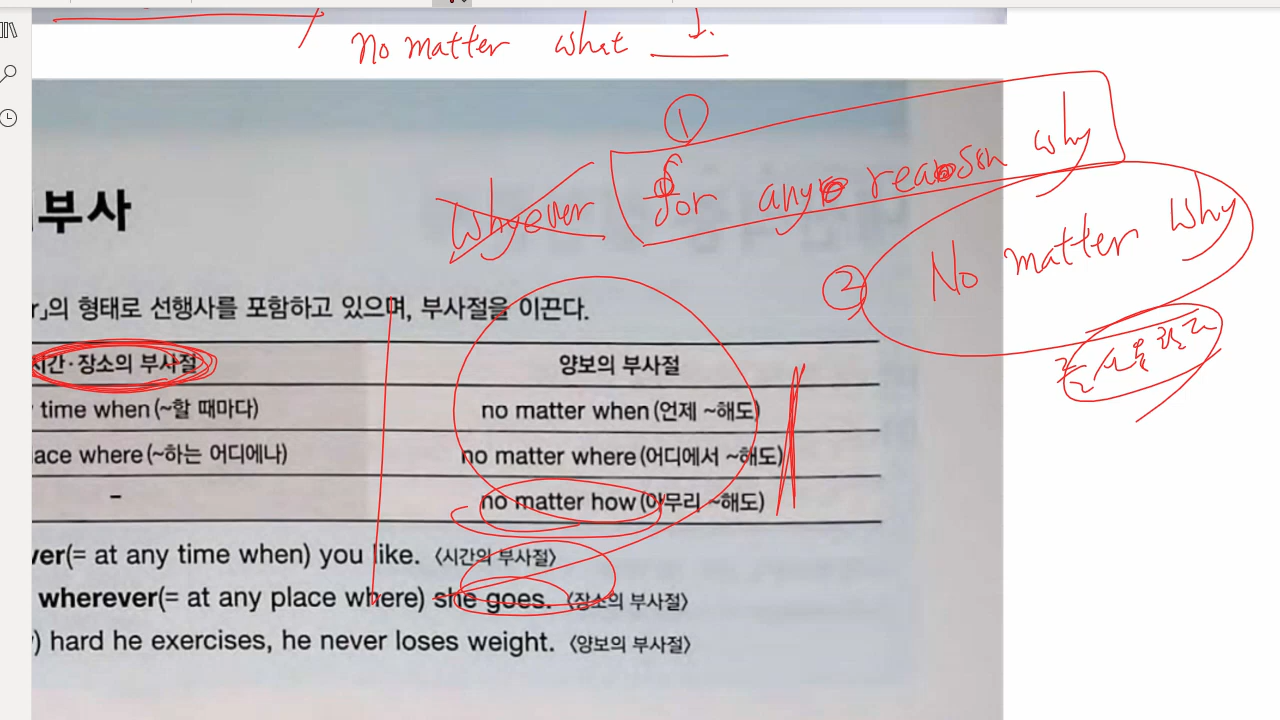 no matter what 1.
①
Whyever for any reason why
② No matter why
부사
r」의 형태로 선행사를 포함하고 있으며, 부사절을 이끈다.
시간·장소의 부사절 양보의 부사절
time when (~할 때마다) no matter when (언제 ~해도)
ace where (~하는 어디에나) no matter where (어디에서 ~해도)
– no matter how (아무리 ~해도)
ver(= at any time when) you like. 〈시간의 부사절〉
wherever(= at any place where) she goes. 〈장소의 부사절〉
) hard he exercises, he never loses weight. 〈양보의 부사절〉